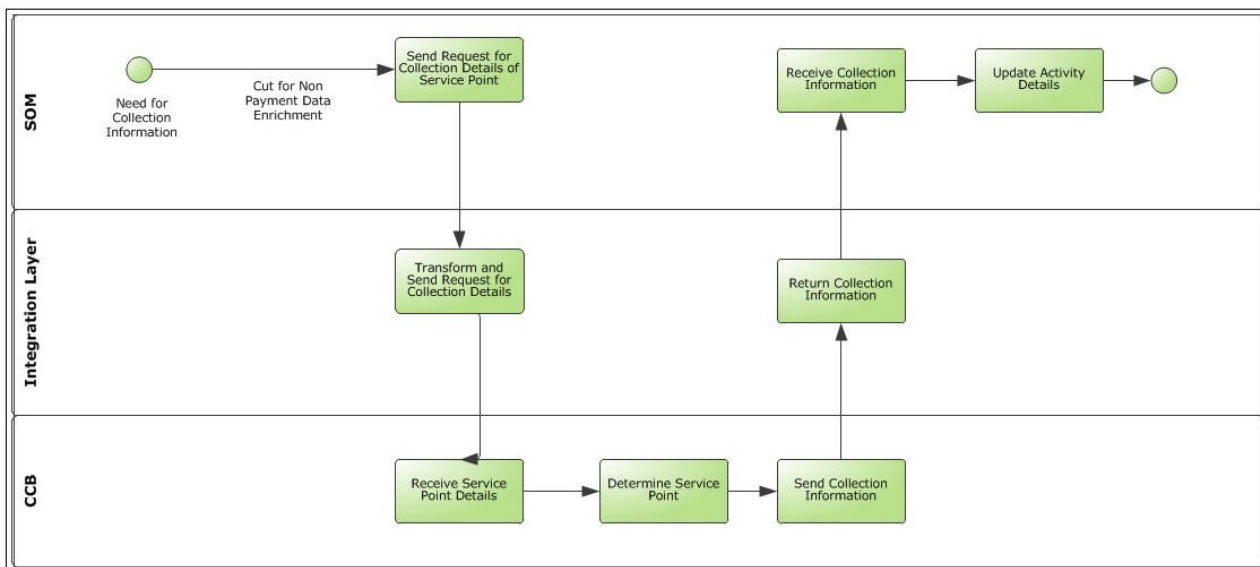 SOM
Need for
Collection
Information
Cut for Non
Payment Data
Enrichment
Send Request for
Collection Details of
Service Point
Receive Collection
Information
Update Activity
Details
Integration Layer
Transform and
Send Request for
Collection Details
Return Collection
Information
CCB
Receive Service
Point Details
Determine Service
Point
Send Collection
Information